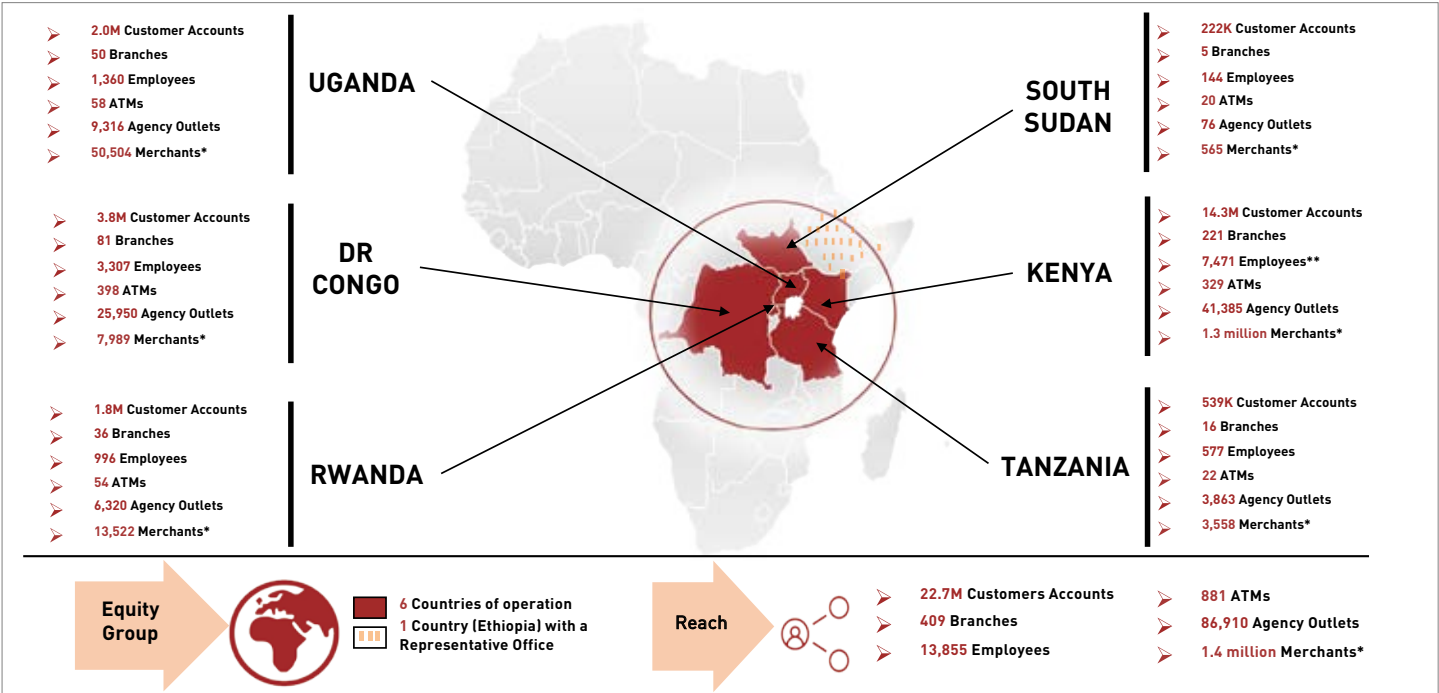 2.0M Customer Accounts
50 Branches
1,360 Employees
58 ATMs
9,316 Agency Outlets
50,504 Merchants*
UGANDA
3.8M Customer Accounts
81 Branches
3,307 Employees
398 ATMs
25,950 Agency Outlets
7,989 Merchants*
DR
CONGO
1.8M Customer Accounts
36 Branches
996 Employees
54 ATMs
6,320 Agency Outlets
13,522 Merchants*
RWANDA
SOUTH
SUDAN
222K Customer Accounts
5 Branches
144 Employees
20 ATMs
76 Agency Outlets
565 Merchants*
KENYA
14.3M Customer Accounts
221 Branches
7,471 Employees**
329 ATMs
41,385 Agency Outlets
1.3 million Merchants*
TANZANIA
539K Customer Accounts
16 Branches
577 Employees
22 ATMs
3,863 Agency Outlets
3,558 Merchants*
Equity
Group
6 Countries of operation
1 Country (Ethiopia) with a
Representative Office
Reach
22.7M Customers Accounts
409 Branches
13,855 Employees
881 ATMs
86,910 Agency Outlets
1.4 million Merchants*